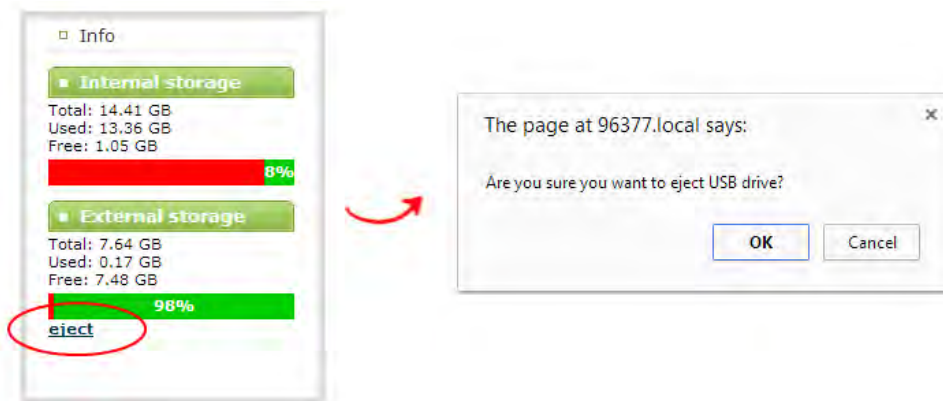 Info
Internal storage
Total: 14.41 GB
Used: 13.36 GB
Free: 1.05 GB
8%
External storage
Total: 7.64 GB
Used: 0.17 GB
Free: 7.48 GB
98%
eject
The page at 96377.local says:
Are you sure you want to eject USB drive?
OK
Cancel